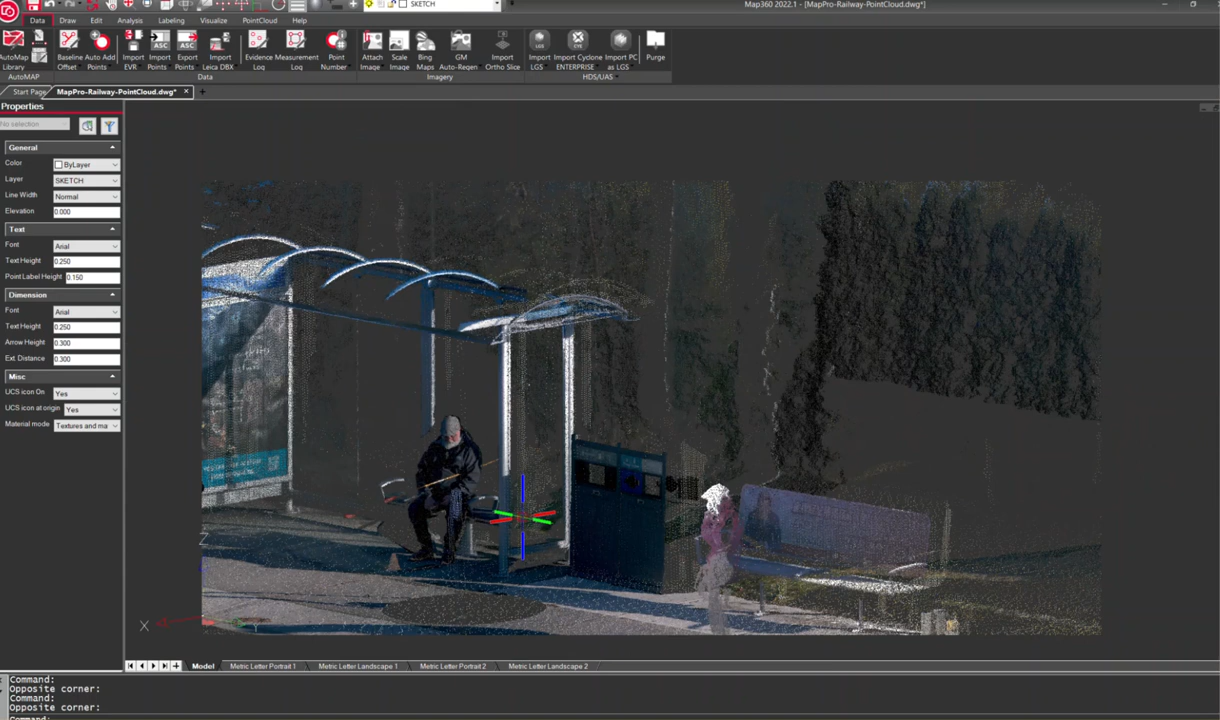 SKETCH
Map360 2022.1 - [MapPro-Railway-PointCloud.dwg*]
Data Draw Edit Analysis Labeling Visualize PointCloud Help
AutoMap Library
Baseline Offset
Auto Add Points
Import EVR
Import Points
Export Points
Import Leica DBX
Evidence Log
Measurement Log
Point Number
Attach Image
Scale Image
Bing Maps
GM Auto-Regen
Import Ortho Slice
Import LGS
Import Cyclone ENTERPRISE
Import PC as LGS
Purge
AutoMAP Data Imagery HDS/UAS
Start Page MapPro-Railway-PointCloud.dwg* × +
Properties
No selection
General
Color ByLayer
Layer SKETCH
Line Width Normal
Elevation 0.000
Text
Font Arial
Text Height 0.250
Point Label Height 0.150
Dimension
Font Arial
Text Height 0.250
Arrow Height 0.300
Ext. Distance 0.300
Misc
UCS icon On Yes
UCS icon at origin Yes
Material mode Textures and ma
Z
X
Model Metric Letter Portrait 1 Metric Letter Landscape 1 Metric Letter Portrait 2 Metric Letter Landscape 2
Command:
Opposite corner:
Command:
Opposite corner:
Command: